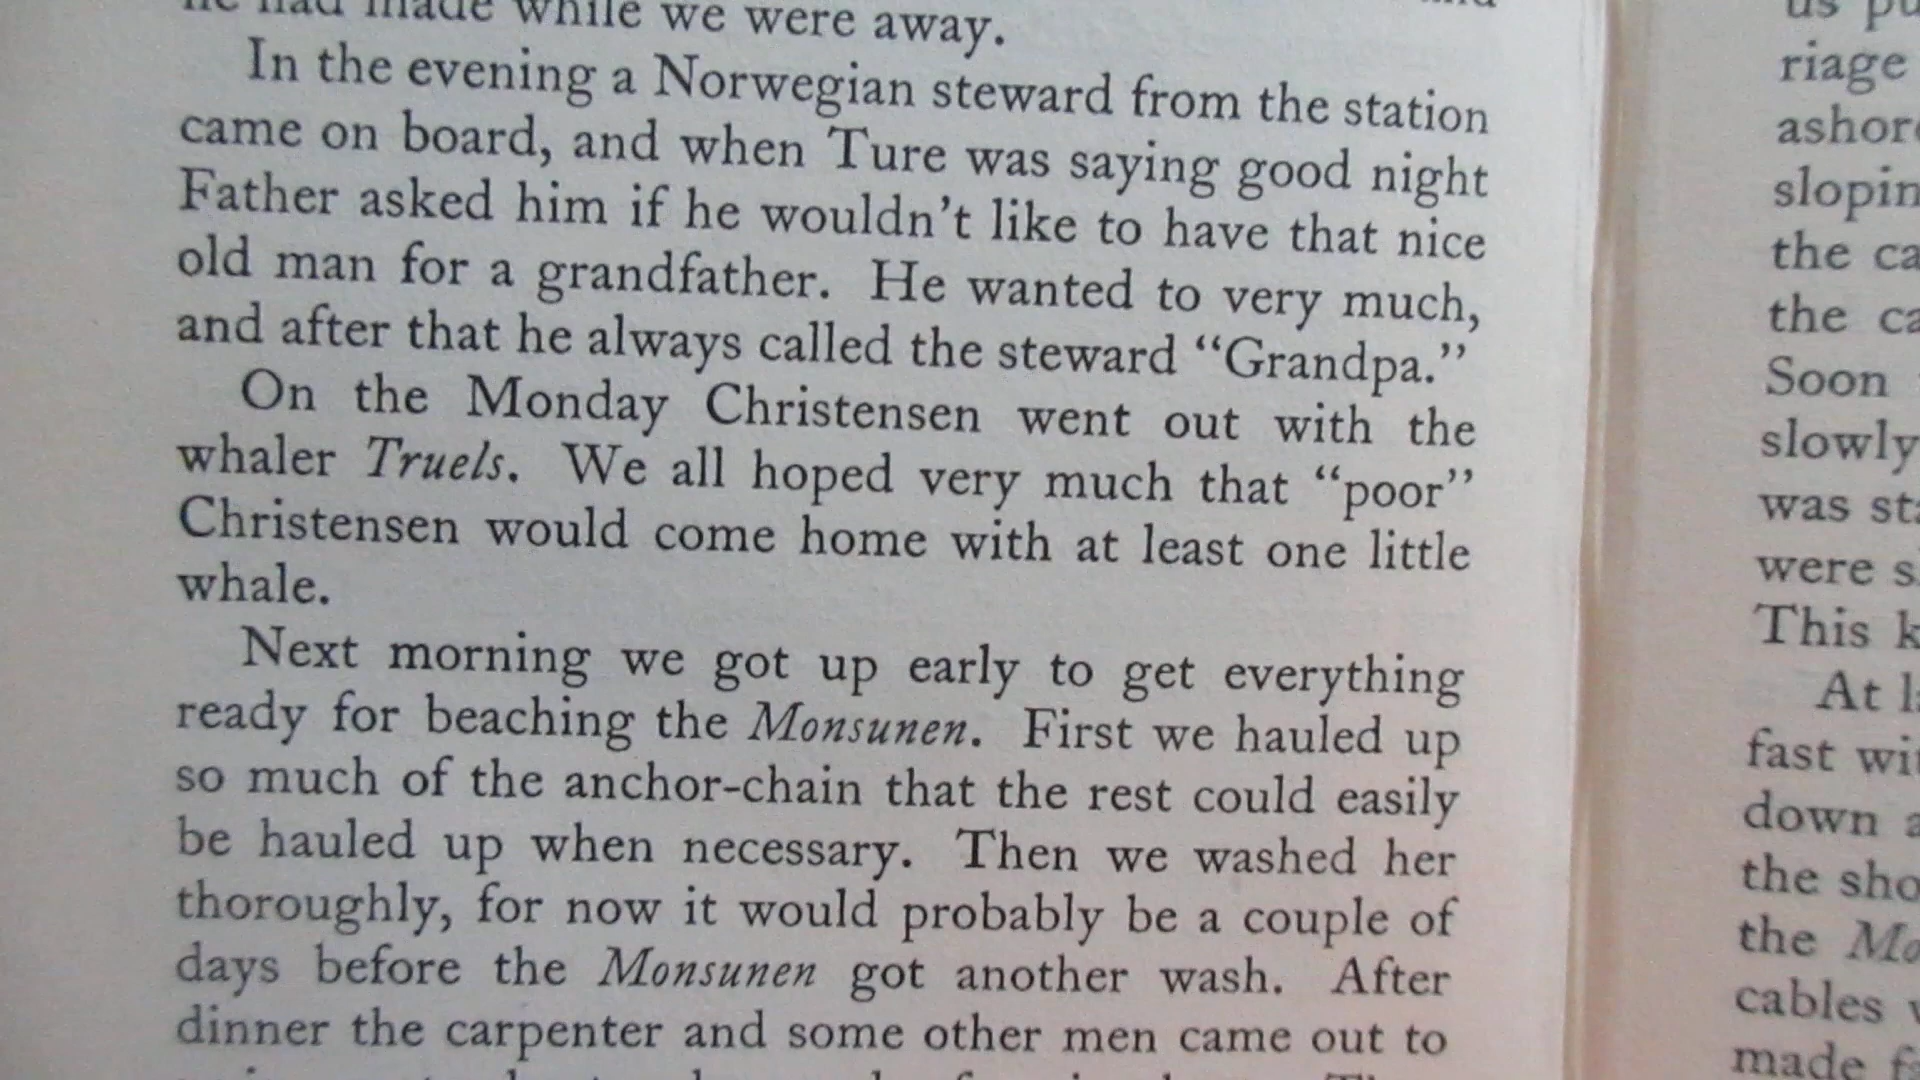 he had made while we were away.
In the evening a Norwegian steward from the station
came on board, and when Ture was saying good night
Father asked him if he wouldn't like to have that nice
old man for a grandfather. He wanted to very much,
and after that he always called the steward "Grandpa."
On the Monday Christensen went out with the
whaler Truels. We all hoped very much that "poor"
Christensen would come home with at least one little
whale.
Next morning we got up early to get everything
ready for beaching the Monsunen. First we hauled up
so much of the anchor-chain that the rest could easily
be hauled up when necessary. Then we washed her
thoroughly, for now it would probably be a couple of
days before the Monsunen got another wash. After
dinner the carpenter and some other men came out to
us
riage
the
the
Soon
slowly
was
were
This
At
fast
down
the
the
cables
made